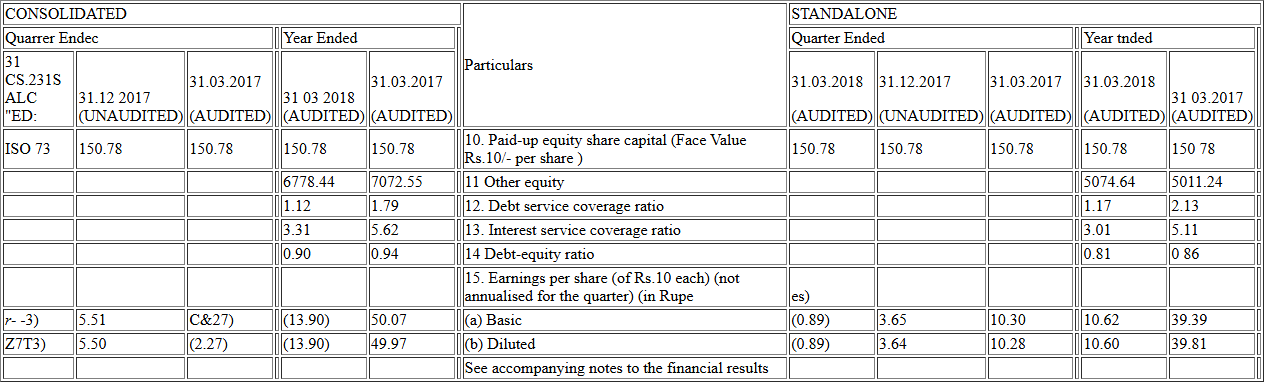 CONSOLIDATED STANDALONE
Quarrer Endec Year Ended Particulars Quarter Ended Year tnded
31 CS.231S ALC "ED: 31.12 2017 (UNAUDITED) 31.03.2017 (AUDITED) 31 03 2018 (AUDITED) 31.03.2017 (AUDITED) 31.03.2018 (AUDITED) 31.12.2017 (UNAUDITED) 31.03.2017 (AUDITED) 31.03.2018 (AUDITED) 31 03.2017 (AUDITED)
ISO 73 150.78 150.78 150.78 150.78 10. Paid-up equity share capital (Face Value Rs.10/- per share ) 150.78 150.78 150.78 150.78 150 78
6778.44 7072.55 11 Other equity 5074.64 5011.24
1.12 1.79 12. Debt service coverage ratio 1.17 2.13
3.31 5.62 13. Interest service coverage ratio 3.01 5.11
0.90 0.94 14 Debt-equity ratio 0.81 0 86
15. Earnings per share (of Rs.10 each) (not annualised for the quarter) (in Rupe es)
r- -3) 5.51 C&27) (13.90) 50.07 (a) Basic (0.89) 3.65 10.30 10.62 39.39
Z7T3) 5.50 (2.27) (13.90) 49.97 (b) Diluted (0.89) 3.64 10.28 10.60 39.81
See accompanying notes to the financial results